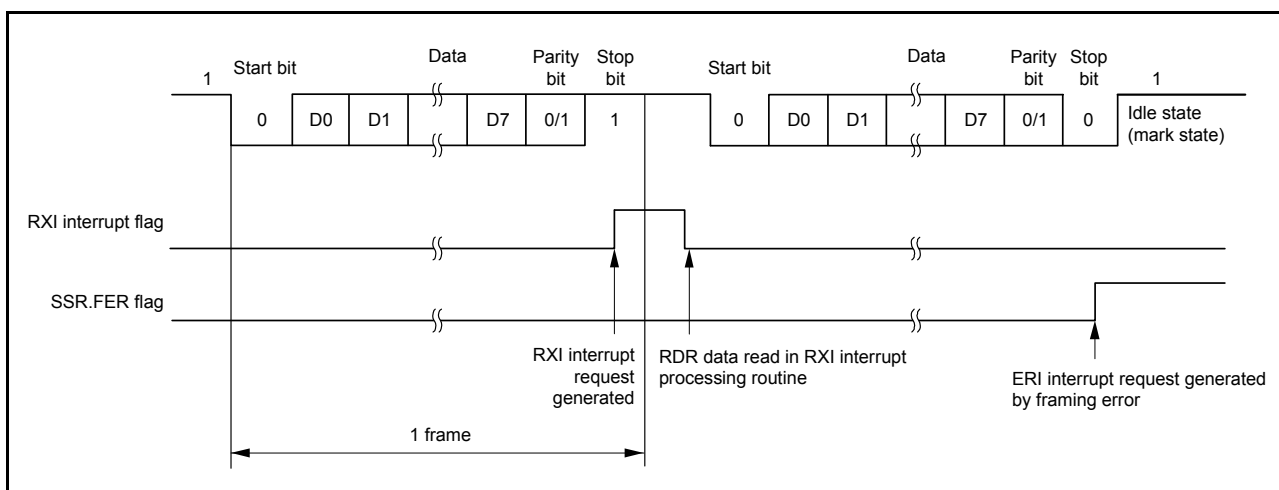 1
Start bit
Data
Parity bit
Stop bit
Start bit
Data
Parity bit
Stop bit
1
0 D0 D1 D7 0/1 1 0 D0 D1 D7 0/1 0
Idle state
(mark state)
RXI interrupt flag
SSR.FER flag
RXI interrupt
request
generated
RDR data read in RXI interrupt
processing routine
ERI interrupt request generated
by framing error
1 frame